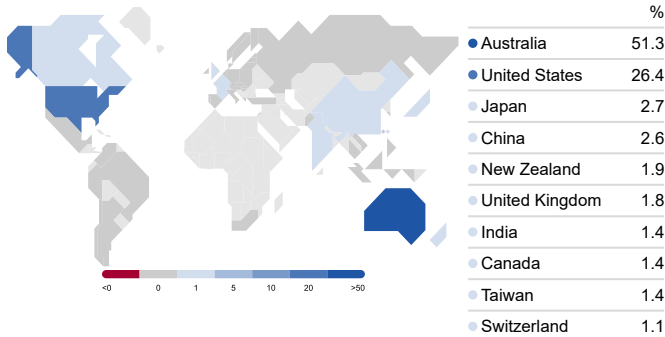 %
Australia 51.3
United States 26.4
Japan 2.7
China 2.6
New Zealand 1.9
United Kingdom 1.8
India 1.4
Canada 1.4
Taiwan 1.4
Switzerland 1.1
<0 0 1 5 10 20 >50